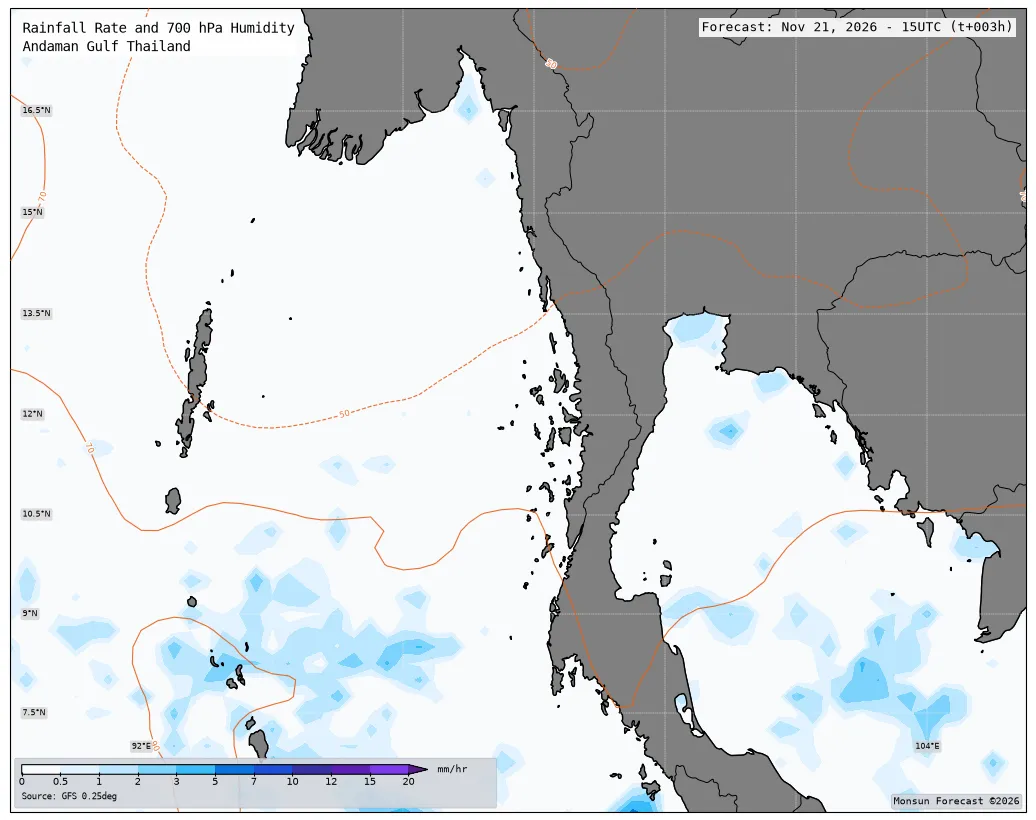 Rainfall Rate and 700 hPa Humidity
Andaman Gulf Thailand
Forecast: Nov 21, 2026 - 15UTC (t+003h)
50
16.5°N
70
15°N
13.5°N
12°N
50
70
10.5°N
9°N
7.5°N
92°E
90
104°E
mm/hr
0 0.5 1 2 3 5 7 10 12 15 20
Source: GFS 0.25deg
Monsun Forecast ©2026